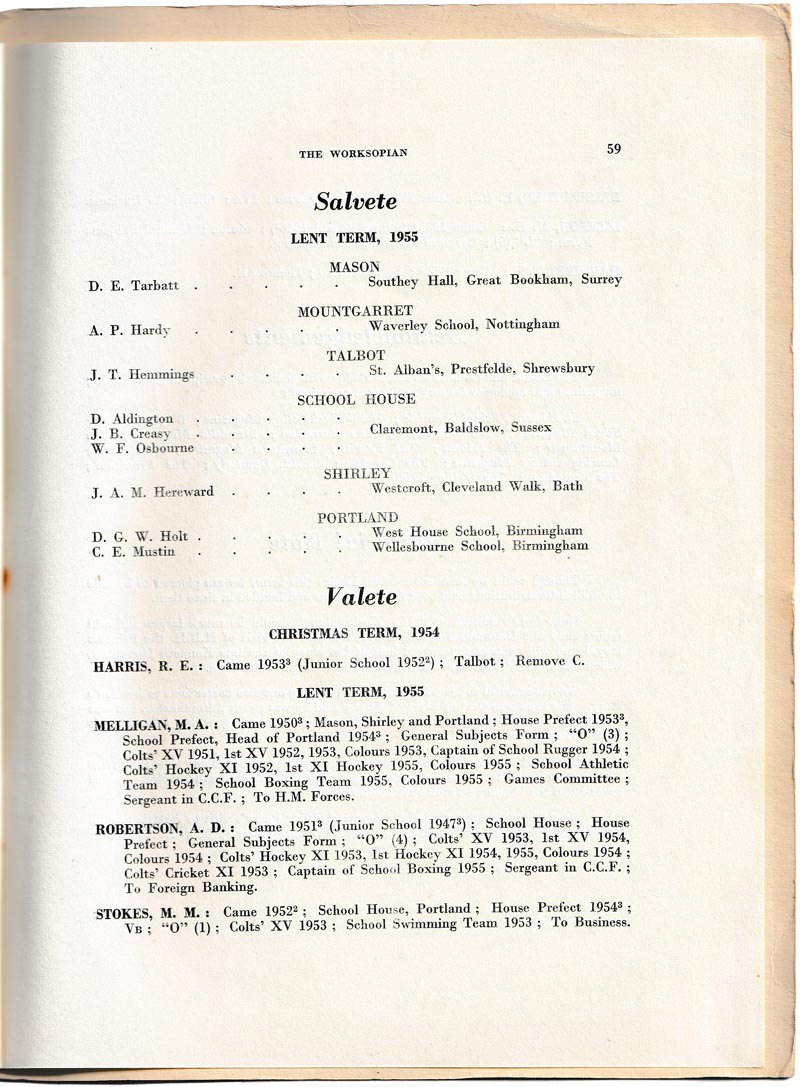 THE WORKSOPIAN 59
Salvete
LENT TERM, 1955
MASON
D. E. Tarbatt . . . . . Southey Hall, Great Bookham, Surrey
MOUNTGARRET
A. P. Hardy . . . . . Waverley School, Nottingham
TALBOT
J. T. Hemmings . . . . St. Alban's, Prestfelde, Shrewsbury
SCHOOL HOUSE
D. Aldington . . . . .
J. B. Creasy . . . . . Claremont, Baldslow, Sussex
W. F. Osbourne . . . .
SHIRLEY
J. A. M. Hereward . . . . Westcroft, Cleveland Walk, Bath
PORTLAND
D. G. W. Holt . . . . . West House School, Birmingham
C. E. Mustin . . . . . Wellesbourne School, Birmingham
Valete
CHRISTMAS TERM, 1954
HARRIS, R. E. : Came 1953³ (Junior School 1952²) ; Talbot ; Remove C.
LENT TERM, 1955
MELLIGAN, M. A. : Came 1950³ ; Mason, Shirley and Portland ; House Prefect 1953³,
School Prefect, Head of Portland 1954³ ; General Subjects Form ; "O" (3) ;
Colts' XV 1951, 1st XV 1952, 1953, Colours 1953, Captain of School Rugger 1954 ;
Colts' Hockey XI 1952, 1st XI Hockey 1955, Colours 1955 ; School Athletic
Team 1954 ; School Boxing Team 1955, Colours 1955 ; Games Committee ;
Sergeant in C.C.F. ; To H.M. Forces.
ROBERTSON, A. D. : Came 1951³ (Junior School 1947³) ; School House ; House
Prefect ; General Subjects Form ; "O" (4) ; Colts' XV 1953, 1st XV 1954,
Colours 1954 ; Colts' Hockey XI 1953, 1st Hockey XI 1954, 1955, Colours 1954 ;
Colts' Cricket XI 1953 ; Captain of School Boxing 1955 ; Sergeant in C.C.F. ;
To Foreign Banking.
STOKES, M. M. : Came 1952² ; School House, Portland ; House Prefect 1954³ ;
VB ; "O" (1) ; Colts' XV 1953 ; School Swimming Team 1953 ; To Business.